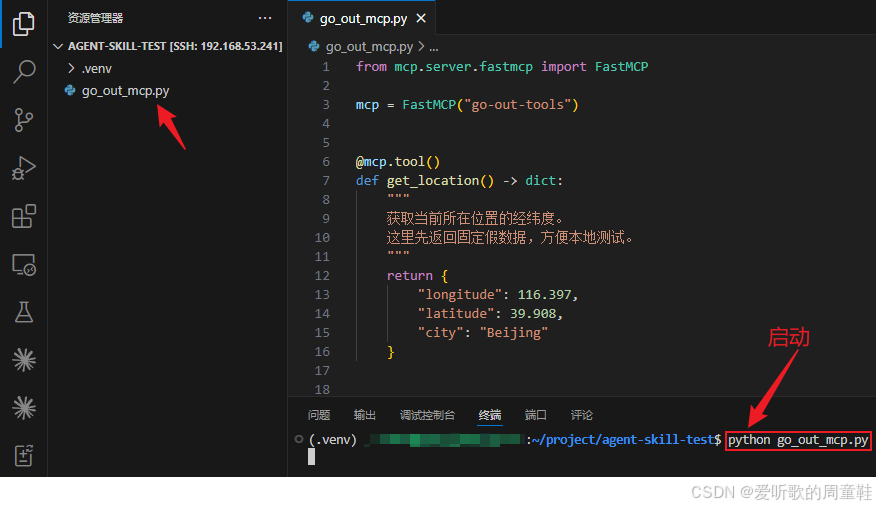 资源管理器
AGENT-SKILL-TEST [SSH: 192.168.53.241]
.venv
go_out_mcp.py
go_out_mcp.py
go_out_mcp.py > ...
1 from mcp.server.fastmcp import FastMCP
2
3 mcp = FastMCP("go-out-tools")
4
5
6 @mcp.tool()
7 def get_location() -> dict:
8 """
9 获取当前所在位置的经纬度。
10 这里先返回固定假数据，方便本地测试。
11 """
12 return {
13 "longitude": 116.397,
14 "latitude": 39.908,
15 "city": "Beijing"
16 }
17
18
启动
问题 输出 调试控制台 终端 端口 评论
(.venv) :~/project/agent-skill-test$ python go_out_mcp.py
CSDN @爱听歌的周童鞋